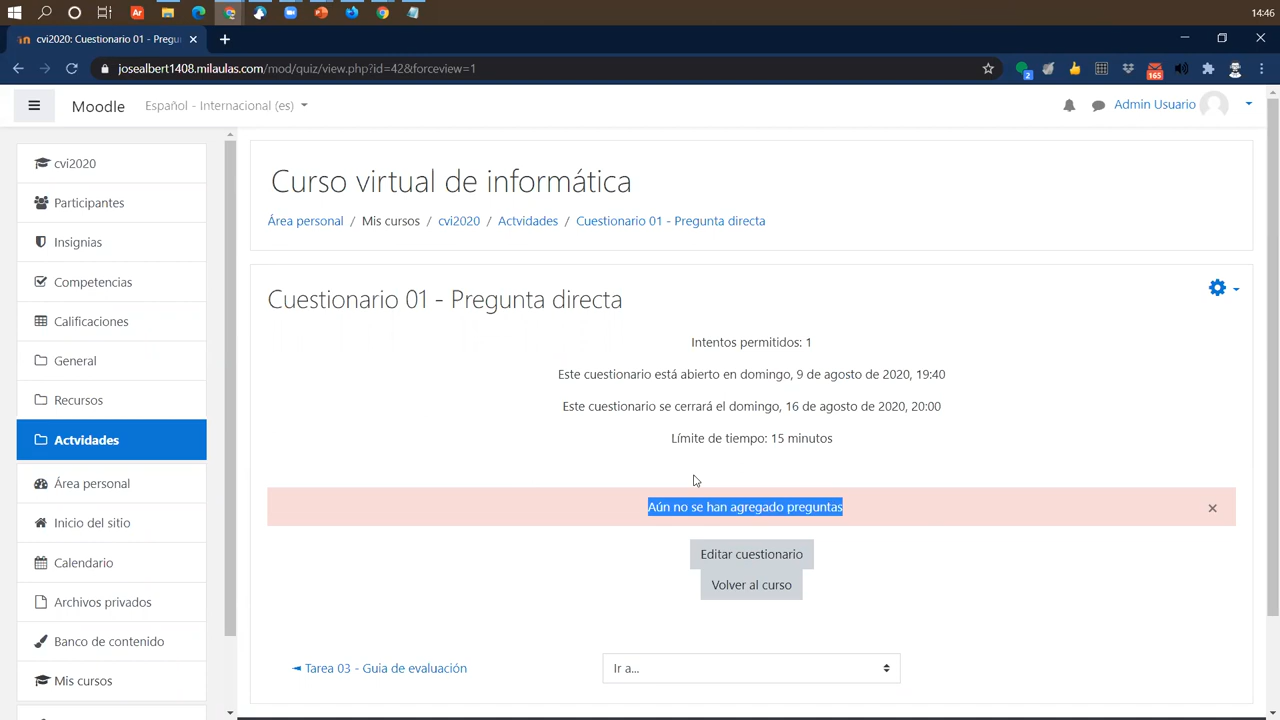 14:46
cvi2020: Cuestionario 01 - Pregu
josealbert1408.milaulas.com/mod/quiz/view.php?id=42&forceview=1
2
165
Moodle
Español - Internacional (es)
Admin Usuario
cvi2020
Participantes
Insignias
Competencias
Calificaciones
General
Recursos
Actvidades
Área personal
Inicio del sitio
Calendario
Archivos privados
Banco de contenido
Mis cursos
Curso virtual de informática
Área personal / Mis cursos / cvi2020 / Actvidades / Cuestionario 01 - Pregunta directa
Cuestionario 01 - Pregunta directa
Intentos permitidos: 1
Este cuestionario está abierto en domingo, 9 de agosto de 2020, 19:40
Este cuestionario se cerrará el domingo, 16 de agosto de 2020, 20:00
Límite de tiempo: 15 minutos
Aún no se han agregado preguntas
Editar cuestionario
Volver al curso
◄ Tarea 03 - Guía de evaluación
Ir a...